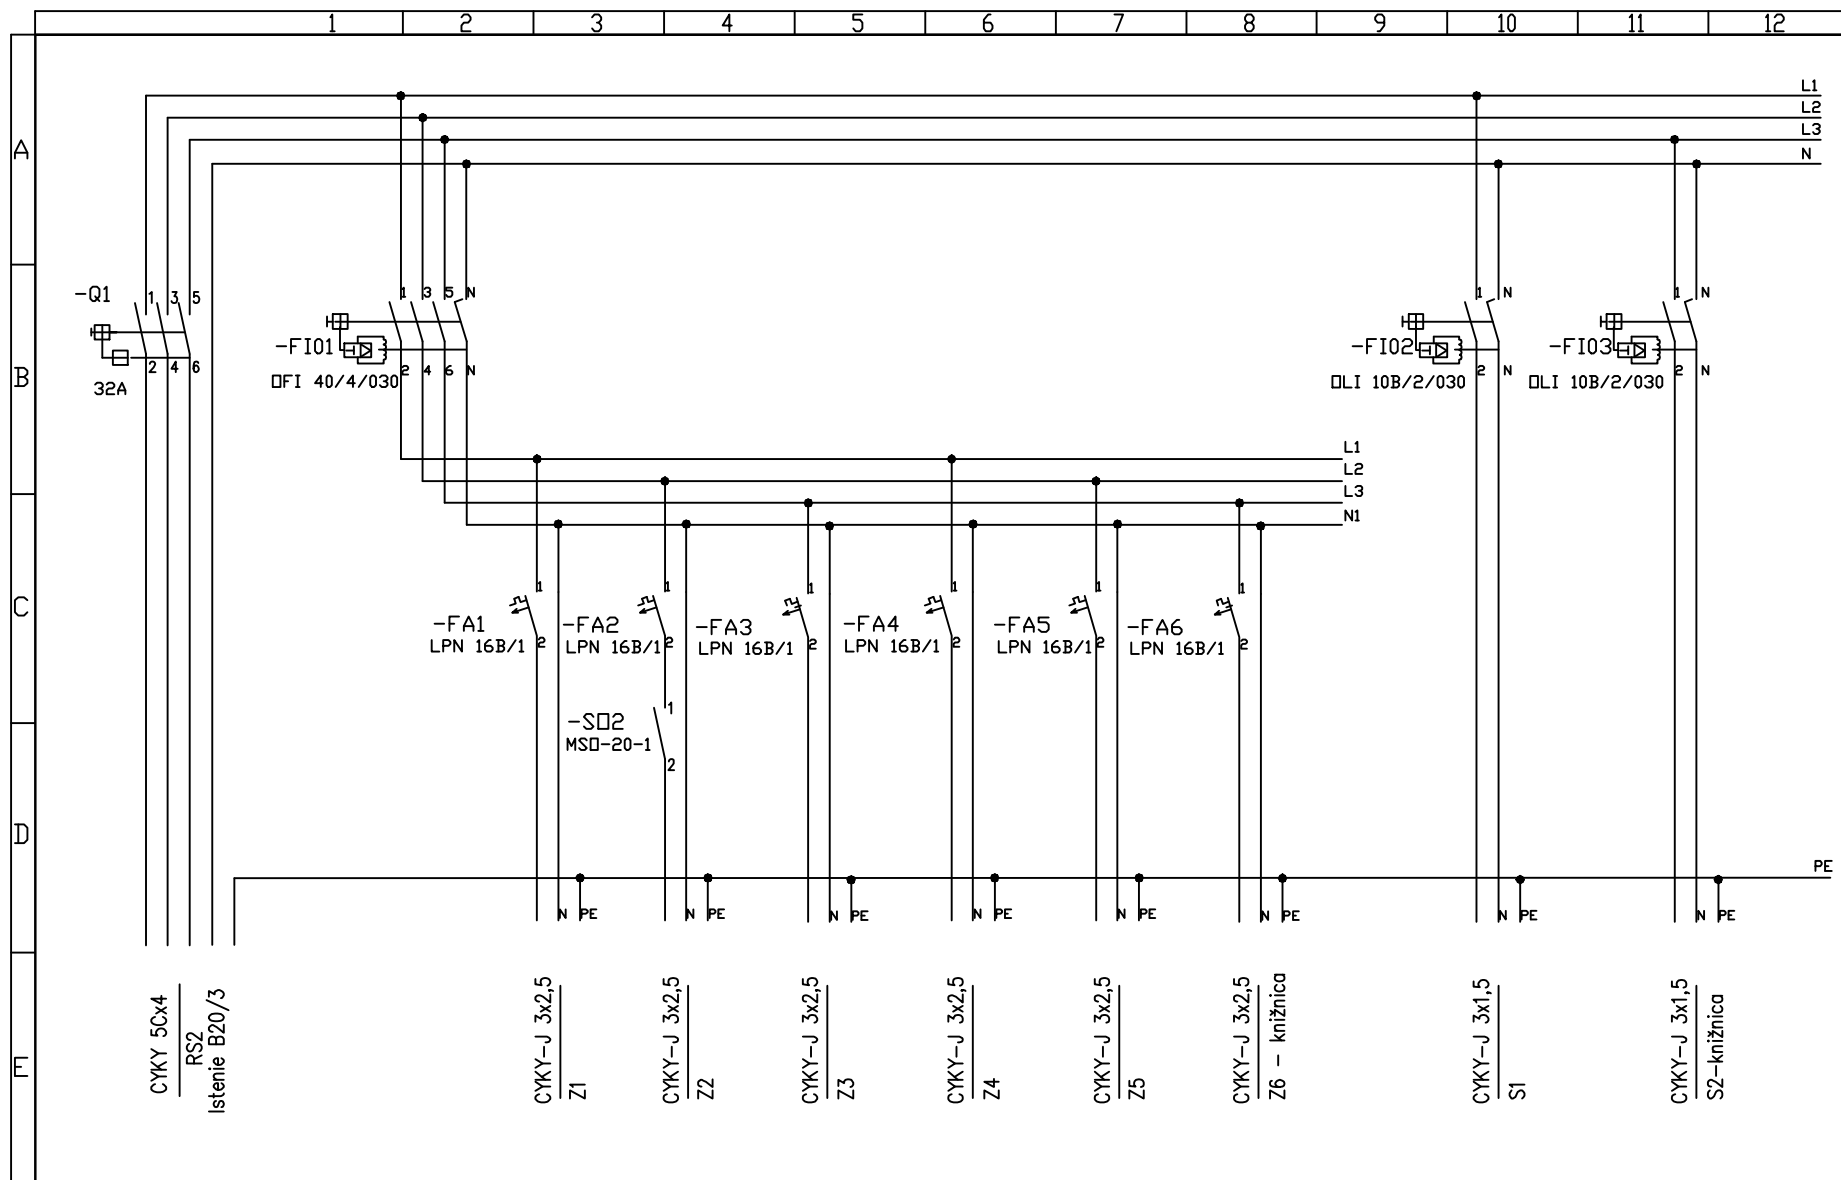 1 2 3 4 5 6 7 8 9 10 11 12
A
B
C
D
E
L1
L2
L3
N
-Q1
1 3 5
2 4 6
32A
-FI01
1 3 5 N
2 4 6 N
OFI 40/4/030
-FI02
1 N
2 N
OLI 10B/2/030
-FI03
1 N
2 N
OLI 10B/2/030
L1
L2
L3
N1
-FA1
LPN 16B/1
1
2
-FA2
LPN 16B/1
1
2
-FA3
LPN 16B/1
1
2
-FA4
LPN 16B/1
1
2
-FA5
LPN 16B/1
1
2
-FA6
LPN 16B/1
1
2
-SO2
MSO-20-1
1
2
PE
N PE
N PE
N PE
N PE
N PE
N PE
N PE
N PE
CYKY 5Cx4
RS2
Istenie B20/3
CYKY-J 3x2,5
Z1
CYKY-J 3x2,5
Z2
CYKY-J 3x2,5
Z3
CYKY-J 3x2,5
Z4
CYKY-J 3x2,5
Z5
CYKY-J 3x2,5
Z6 - knižnica
CYKY-J 3x1,5
S1
CYKY-J 3x1,5
S2-knižnica